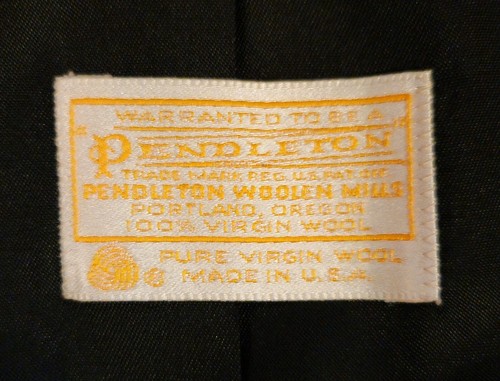 WARRANTED TO BE A
"PENDLETON"
TRADE MARK REG. U.S. PAT. OFF.
PENDLETON WOOLEN MILLS
PORTLAND, OREGON
100% VIRGIN WOOL
PURE VIRGIN WOOL
® MADE IN U.S.A.